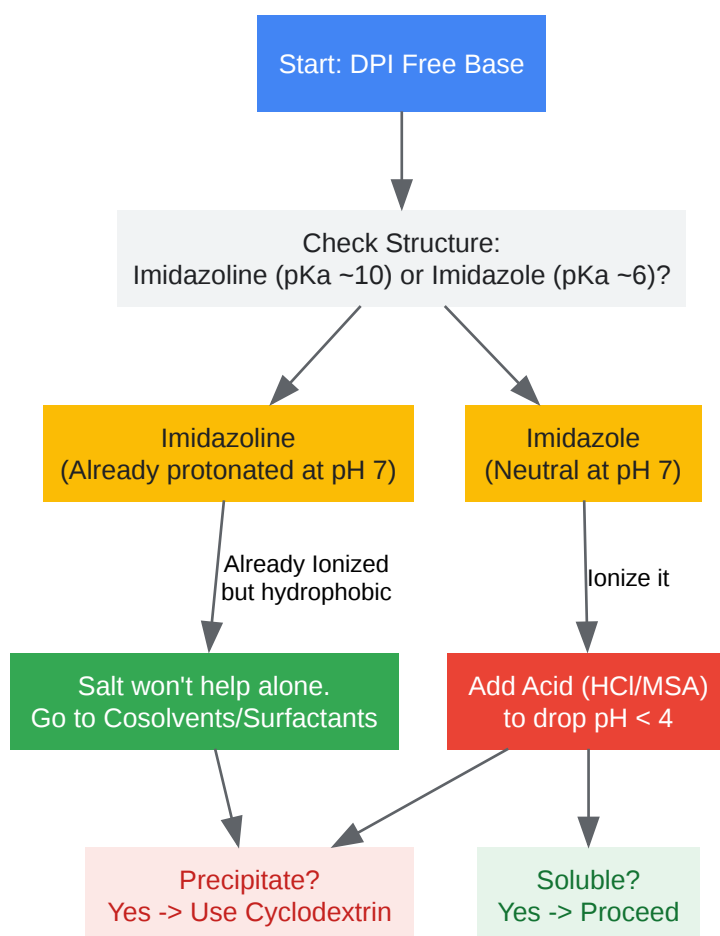 Start: DPI Free Base
Check Structure:
Imidazoline (pKa ~10) or Imidazole (pKa ~6)?
Imidazoline
(Already protonated at pH 7)
Imidazole
(Neutral at pH 7)
Already Ionized
but hydrophobic
Ionize it
Salt won't help alone.
Go to Cosolvents/Surfactants
Add Acid (HCl/MSA)
to drop pH < 4
Precipitate?
Yes -> Use Cyclodextrin
Soluble?
Yes -> Proceed